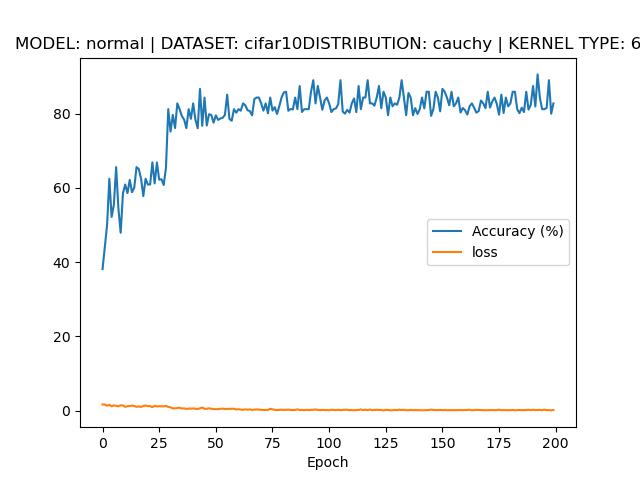 MODEL: normal | DATASET: cifar10DISTRIBUTION: cauchy | KERNEL TYPE: 6
80
60
40
20
0
Accuracy (%)
loss
0 25 50 75 100 125 150 175 200
Epoch